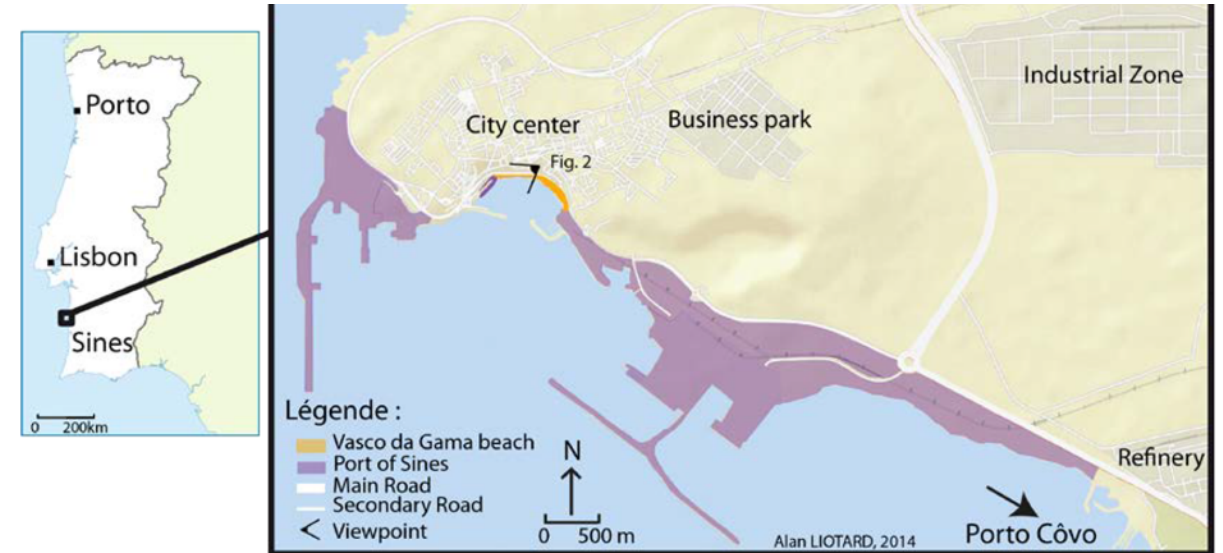 Porto
Lisbon
Sines
0 200km
Industrial Zone
Business park
City center
Fig. 2
Légende :
Vasco da Gama beach
Port of Sines
Main Road
Secondary Road
Viewpoint
N
0 500 m
Refinery
Porto Côvo
Alan LIOTARD, 2014